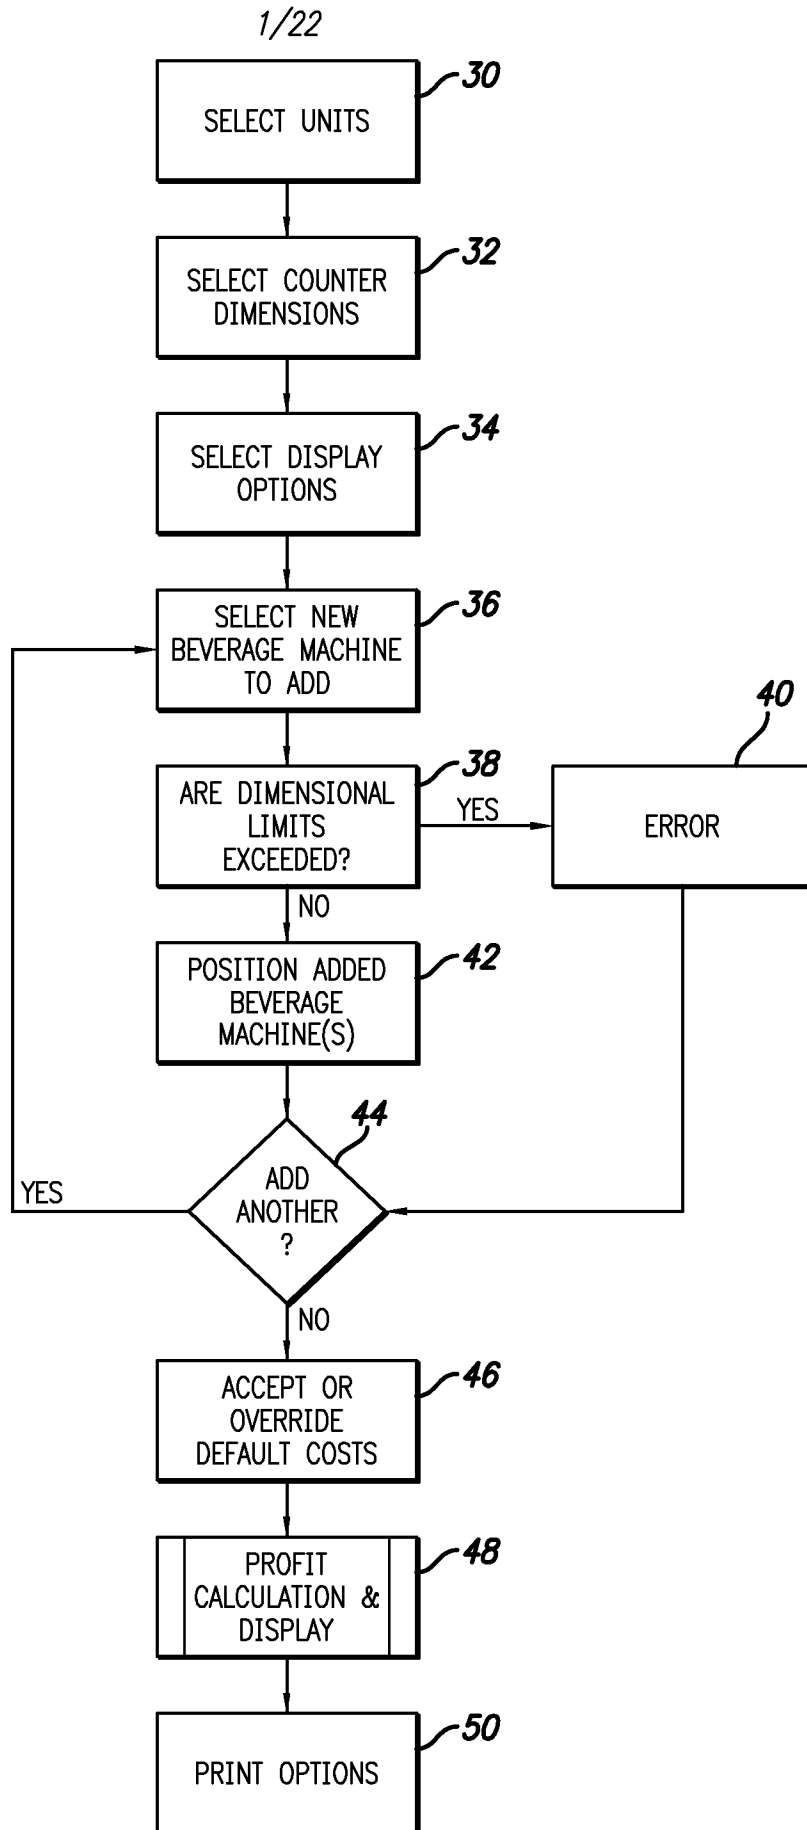 1/22
30
SELECT UNITS
32
SELECT COUNTER
DIMENSIONS
34
SELECT DISPLAY
OPTIONS
36
SELECT NEW
BEVERAGE MACHINE
TO ADD
38
ARE DIMENSIONAL
LIMITS
EXCEEDED?
YES
40
ERROR
NO
42
POSITION ADDED
BEVERAGE
MACHINE(S)
44
ADD
ANOTHER
?
YES
NO
46
ACCEPT OR
OVERRIDE
DEFAULT COSTS
48
PROFIT
CALCULATION &
DISPLAY
50
PRINT OPTIONS